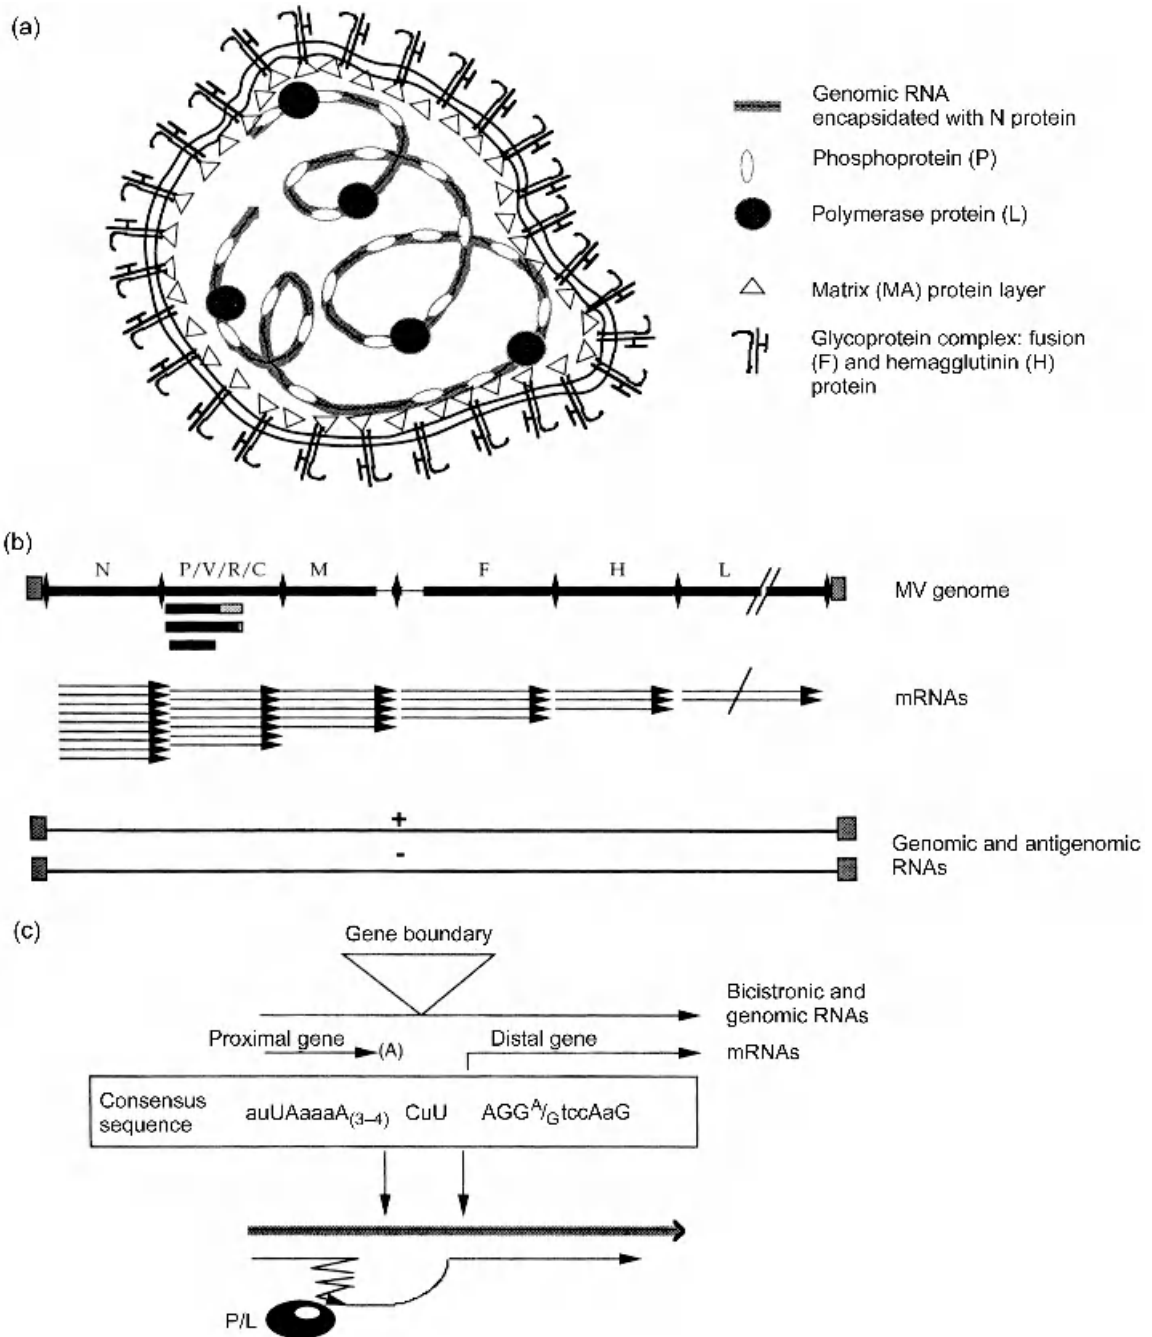 (a)
Genomic RNA
encapsidated with N protein
Phosphoprotein (P)
Polymerase protein (L)
Matrix (MA) protein layer
Glycoprotein complex: fusion
(F) and hemagglutinin (H)
protein
(b)
N P/V/R/C M F H L
MV genome
mRNAs
+
-
Genomic and antigenomic
RNAs
(c)
Gene boundary
Bicistronic and
genomic RNAs
Proximal gene (A) Distal gene
mRNAs
Consensus
sequence
auUAaaaA(3–4) CuU AGGA/GtccAaG
P/L